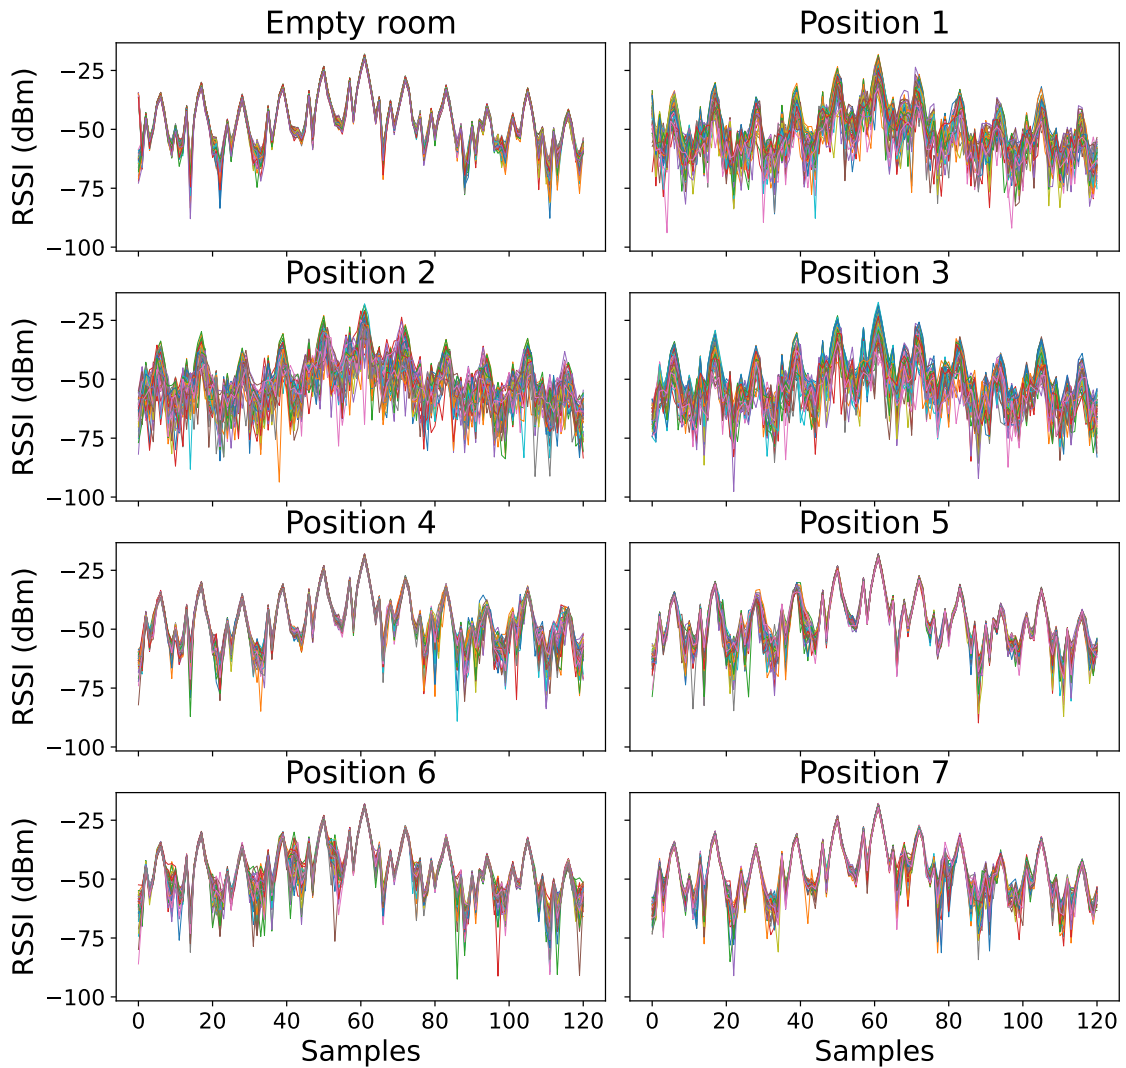 Empty room
Position 1
RSSI (dBm)
−25
−50
−75
−100
Position 2
Position 3
RSSI (dBm)
−25
−50
−75
−100
Position 4
Position 5
RSSI (dBm)
−25
−50
−75
−100
Position 6
Position 7
RSSI (dBm)
−25
−50
−75
−100
0 20 40 60 80 100 120
0 20 40 60 80 100 120
Samples
Samples